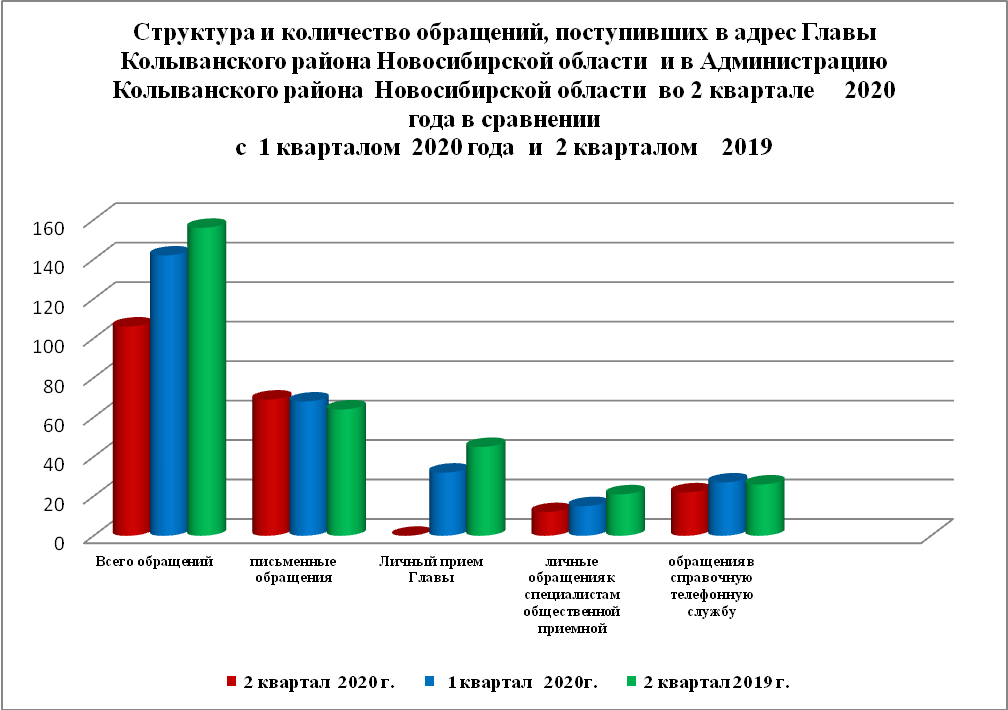 Структура и количество обращений, поступивших в адрес Главы
Колыванского района Новосибирской области и в Администрацию
Колыванского района Новосибирской области во 2 квартале 2020
года в сравнении
с 1 кварталом 2020 года и 2 кварталом 2019
160
140
120
100
80
60
40
20
0
Всего обращений
письменные
обращения
Личный прием
Главы
личные
обращения к
специалистам
общественной
приемной
обращения в
справочную
телефонную
службу
2 квартал 2020 г.
1 квартал 2020г.
2 квартал 2019 г.